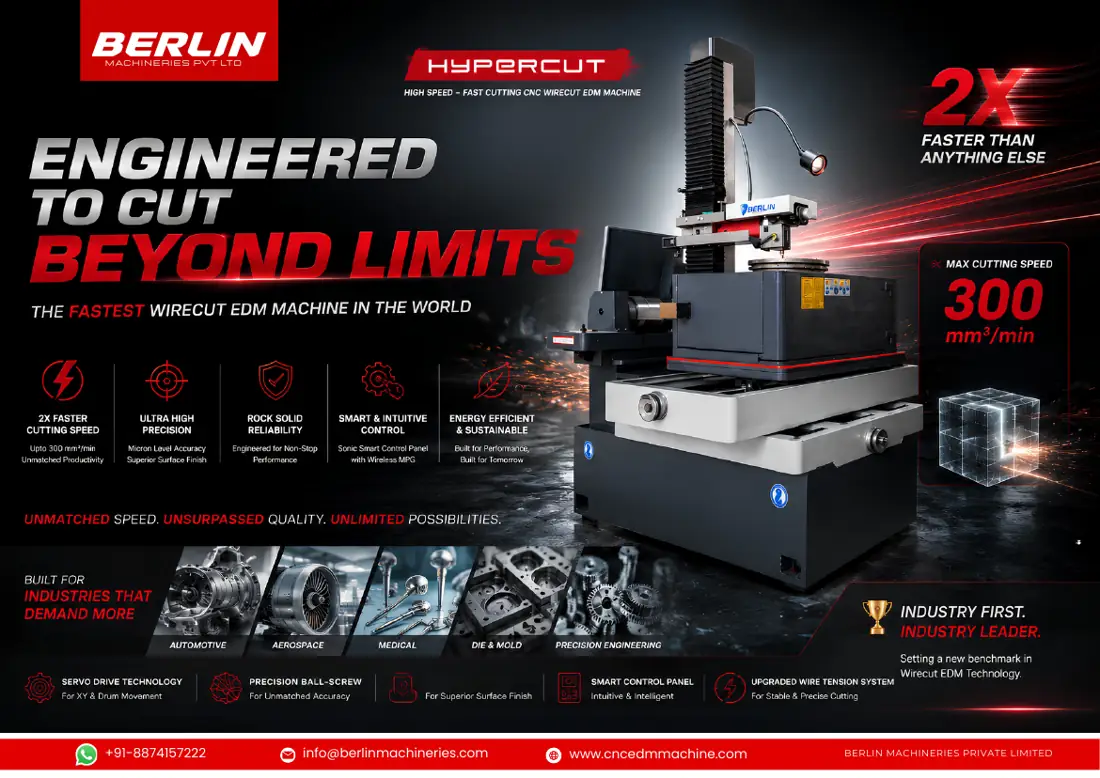 BERLIN
MACHINERIES PVT LTD
HYPERCUT
HIGH SPEED – FAST CUTTING CNC WIRECUT EDM MACHINE
2X
FASTER THAN
ANYTHING ELSE
ENGINEERED
TO CUT
BEYOND LIMITS
THE FASTEST WIRECUT EDM MACHINE IN THE WORLD
BERLIN
MAX CUTTING SPEED
300
mm³/min
2X FASTER
CUTTING SPEED
Upto 300 mm³/min
Unmatched Productivity
ULTRA HIGH
PRECISION
Micron Level Accuracy
Superior Surface Finish
ROCK SOLID
RELIABILITY
Engineered for Non-Stop
Performance
SMART & INTUITIVE
CONTROL
Sonic Smart Control Panel
with Wireless MPG
ENERGY EFFICIENT
& SUSTAINABLE
Built for Performance,
Built for Tomorrow
UNMATCHED SPEED. UNSURPASSED QUALITY. UNLIMITED POSSIBILITIES.
BUILT FOR
INDUSTRIES THAT
DEMAND MORE
AUTOMOTIVE
AEROSPACE
MEDICAL
DIE & MOLD
PRECISION ENGINEERING
INDUSTRY FIRST.
INDUSTRY LEADER.
Setting a new benchmark in
Wirecut EDM Technology.
SERVO DRIVE TECHNOLOGY
For XY & Drum Movement
PRECISION BALL-SCREW
For Unmatched Accuracy
For Superior Surface Finish
SMART CONTROL PANEL
Intuitive & Intelligent
UPGRADED WIRE TENSION SYSTEM
For Stable & Precise Cutting
+91-8874157222
info@berlinmachineries.com
www.cncedmmachine.com
BERLIN MACHINERIES PRIVATE LIMITED